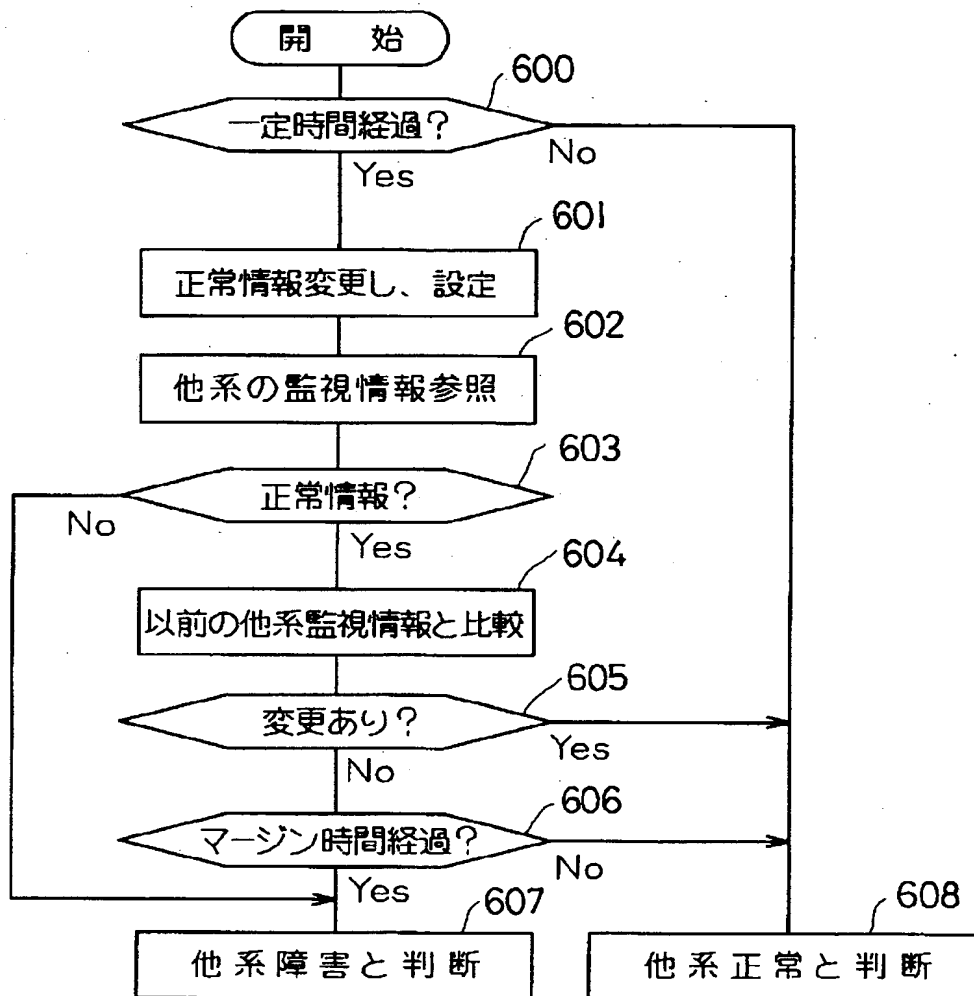 開始
600
一定時間経過?
No
Yes
601
正常情報変更し、設定
602
他系の監視情報参照
603
正常情報?
No
Yes
604
以前の他系監視情報と比較
605
変更あり?
Yes
No
606
マージン時間経過?
No
Yes
607
608
他系障害と判断
他系正常と判断